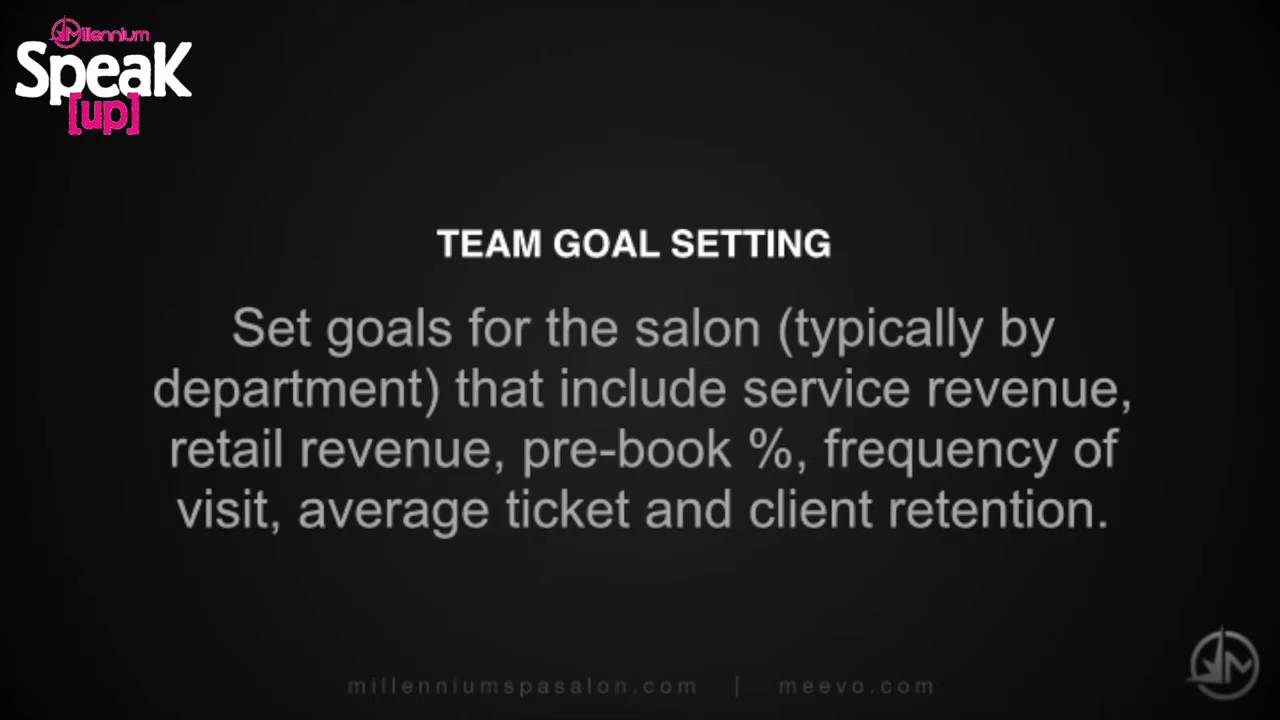 Millennium
Speak
[up]
TEAM GOAL SETTING
Set goals for the salon (typically by
department) that include service revenue,
retail revenue, pre-book %, frequency of
visit, average ticket and client retention.
millenniumspasalon.com | meevo.com